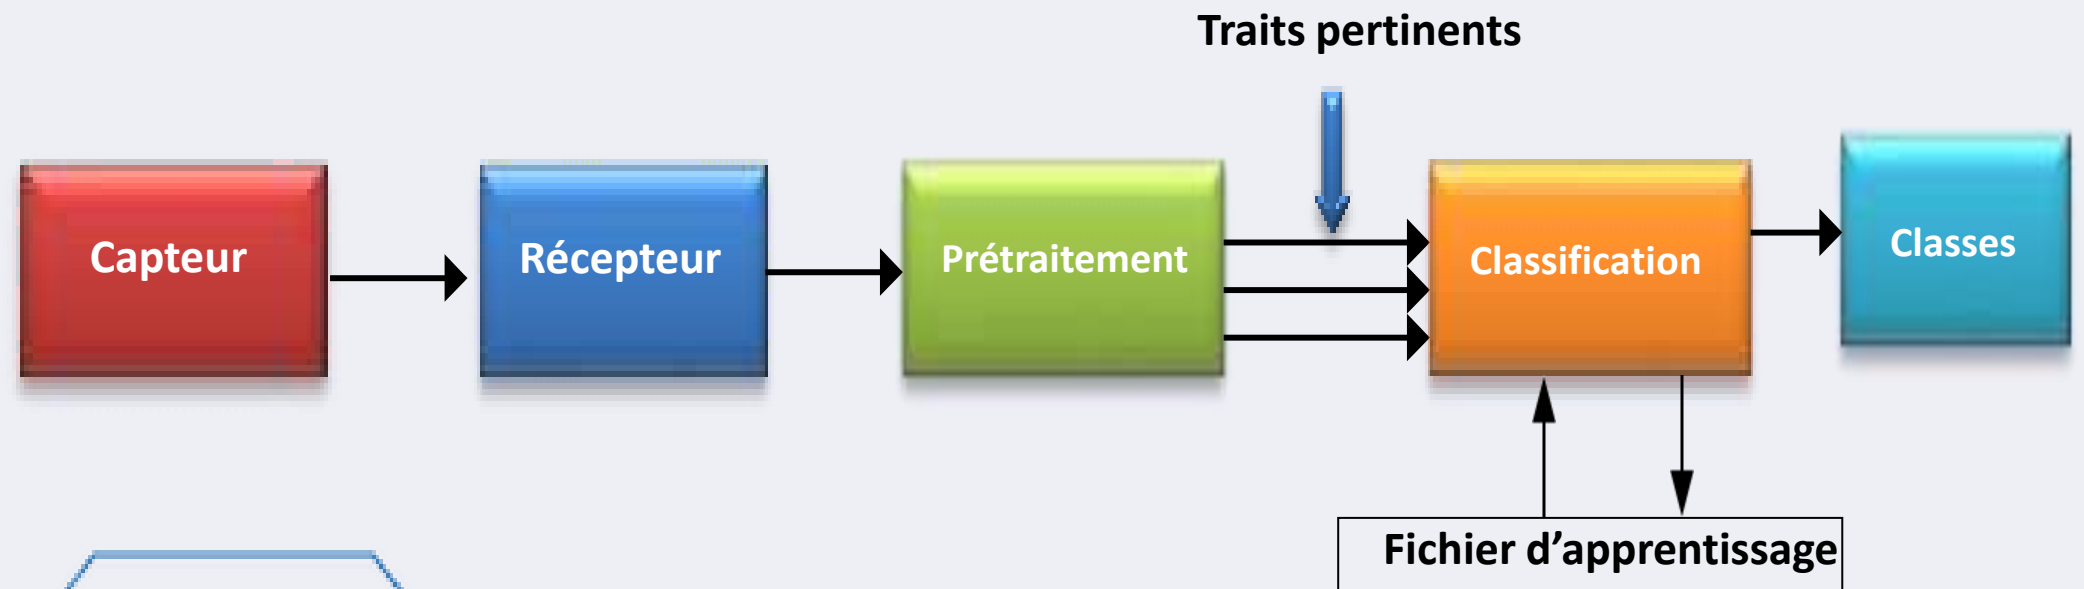 Traits pertinents
Capteur
Récepteur
Prétraitement
Classification
Classes
Fichier d’apprentissage